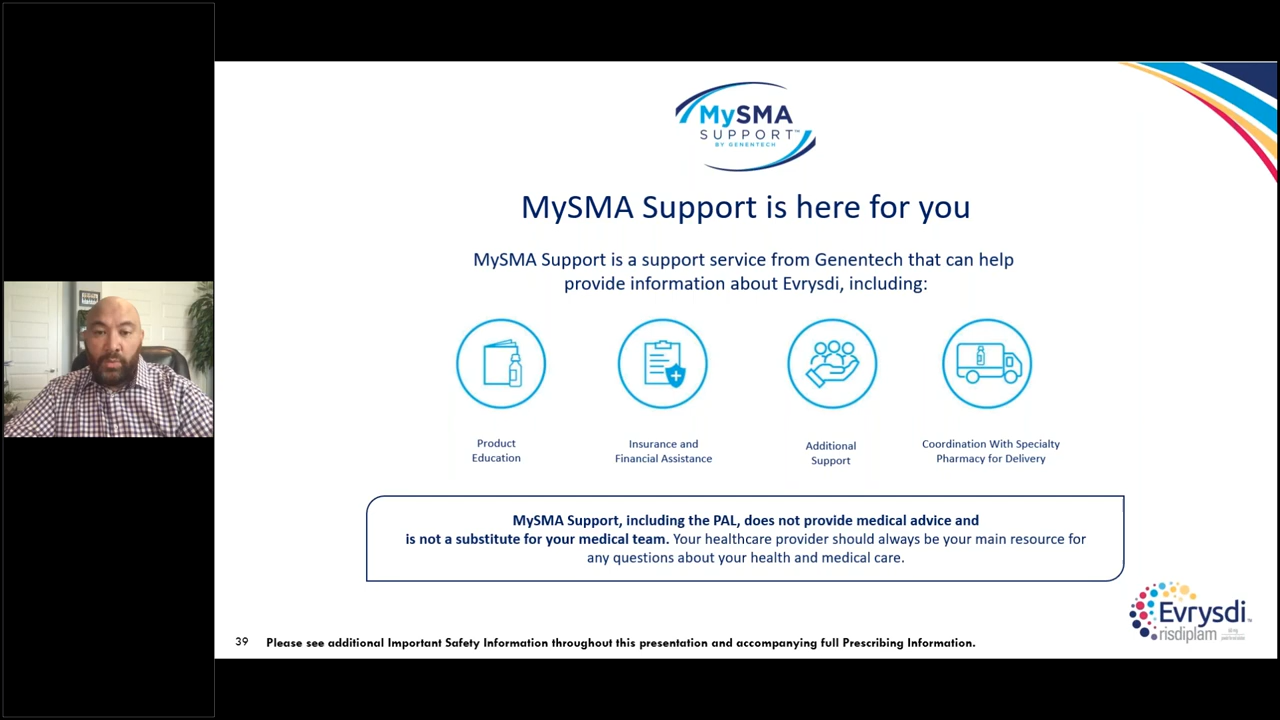 MySMA
SUPPORT™
BY GENENTECH
MySMA Support is here for you
MySMA Support is a support service from Genentech that can help
provide information about Evrysdi, including:
Product
Education
Insurance and
Financial Assistance
Additional
Support
Coordination With Specialty
Pharmacy for Delivery
MySMA Support, including the PAL, does not provide medical advice and
is not a substitute for your medical team. Your healthcare provider should always be your main resource for
any questions about your health and medical care.
Evrysdi™
risdiplam
39 Please see additional Important Safety Information throughout this presentation and accompanying full Prescribing Information.